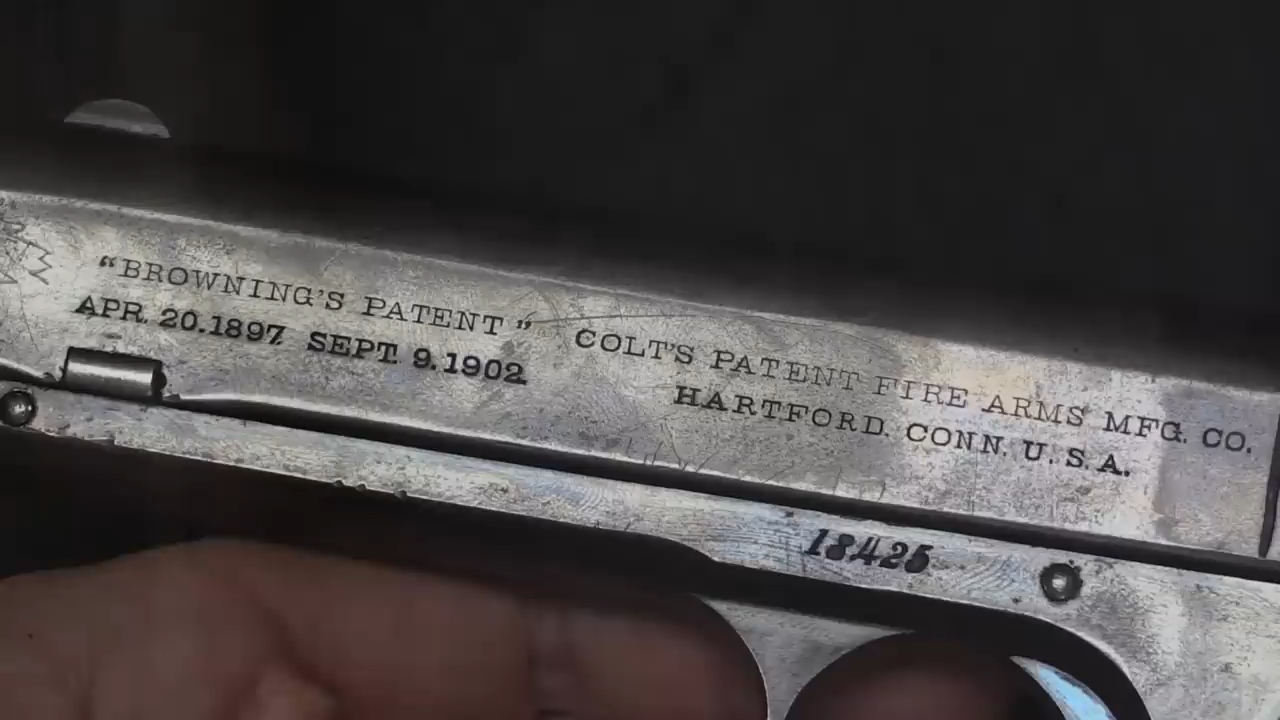 “BROWNING'S PATENT”
APR. 20.1897. SEPT. 9.1902.
COLT'S PATENT FIRE ARMS MFG. CO.
HARTFORD. CONN. U.S.A.
18425